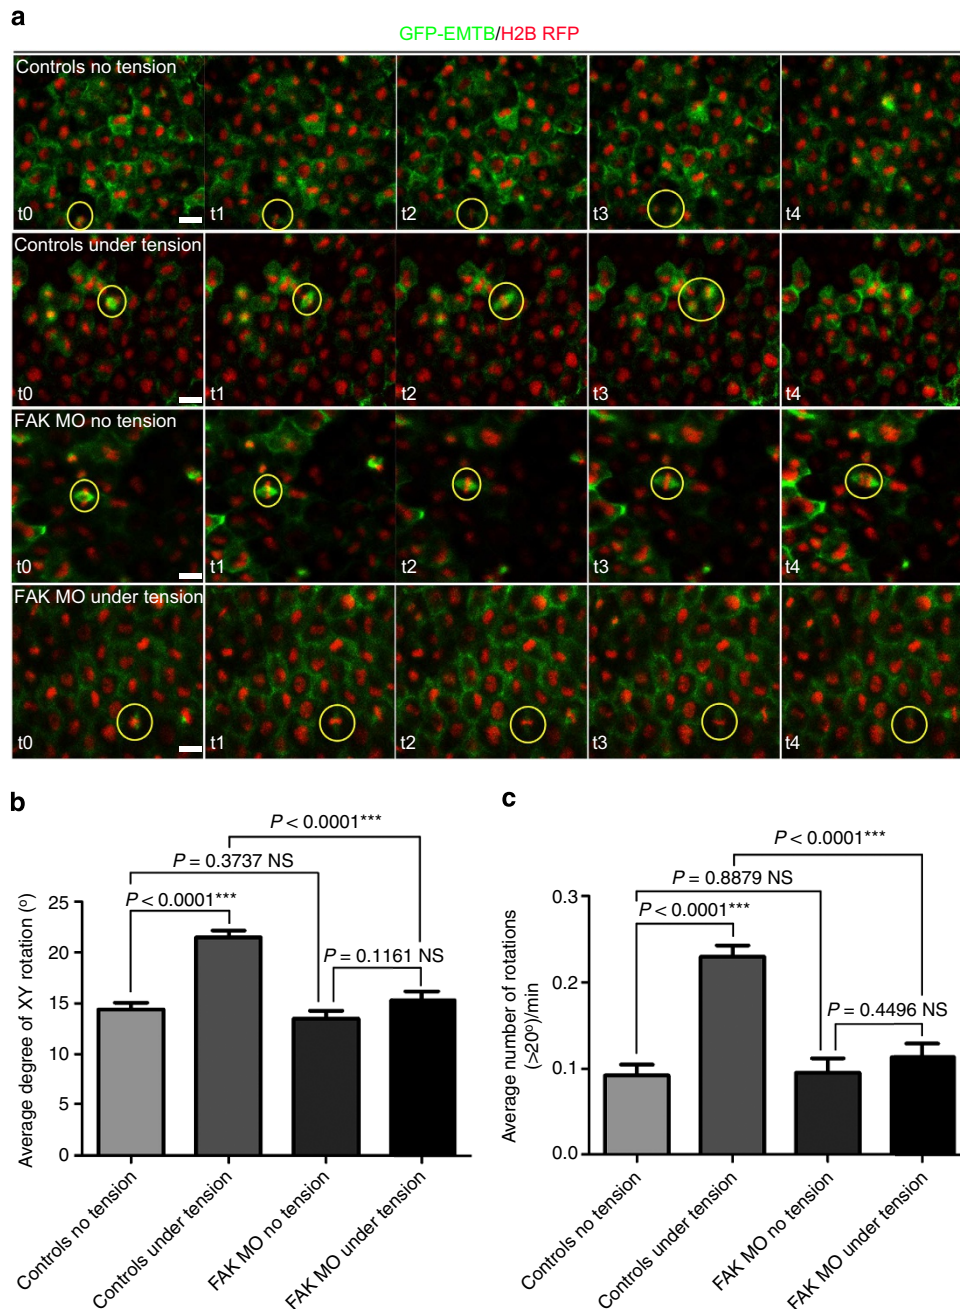 a
GFP-EMTB/H2B RFP
Controls no tension
t0 t1 t2 t3 t4
Controls under tension
t0 t1 t2 t3 t4
FAK MO no tension
t0 t1 t2 t3 t4
FAK MO under tension
t0 t1 t2 t3 t4
b
P < 0.0001***
P = 0.3737 NS
P < 0.0001***
P = 0.1161 NS
Average degree of XY rotation (º)
25
20
15
10
5
0
Controls no tension
Controls under tension
FAK MO no tension
FAK MO under tension
c
P < 0.0001***
P = 0.8879 NS
P < 0.0001***
P = 0.4496 NS
Average number of rotations
(>20º)/min
0.3
0.2
0.1
0.0
Controls no tension
Controls under tension
FAK MO no tension
FAK MO under tension